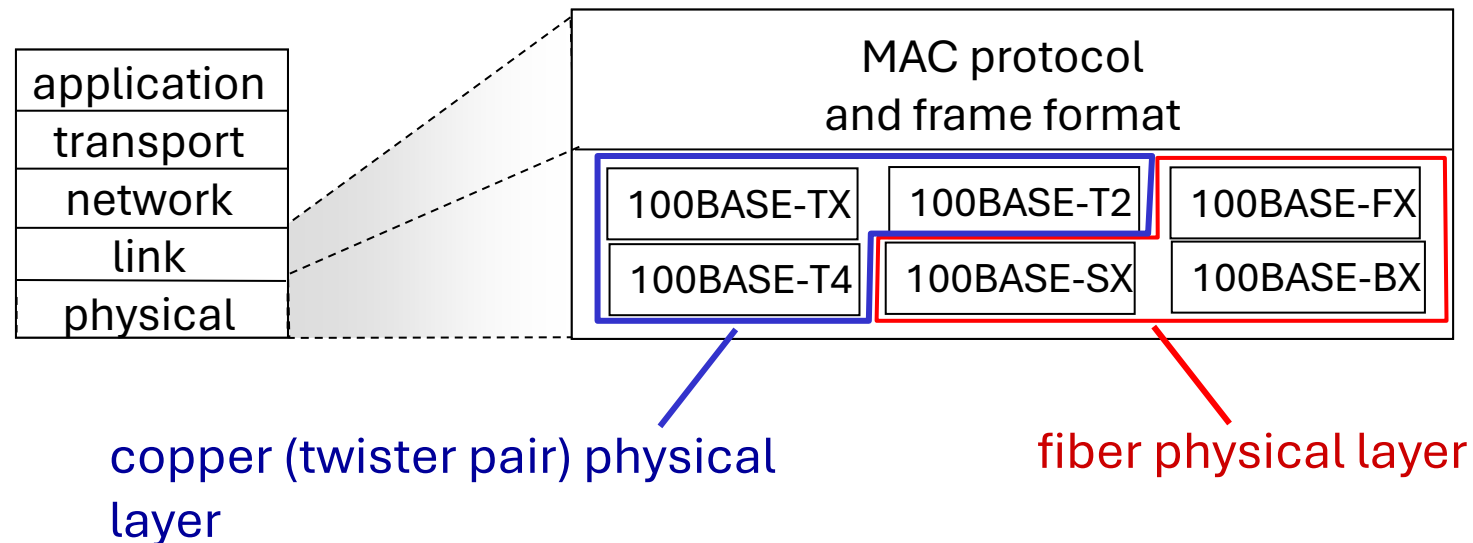 application
transport
network
link
physical
MAC protocol
and frame format
100BASE-TX
100BASE-T2
100BASE-FX
100BASE-T4
100BASE-SX
100BASE-BX
copper (twister pair) physical
layer
fiber physical layer